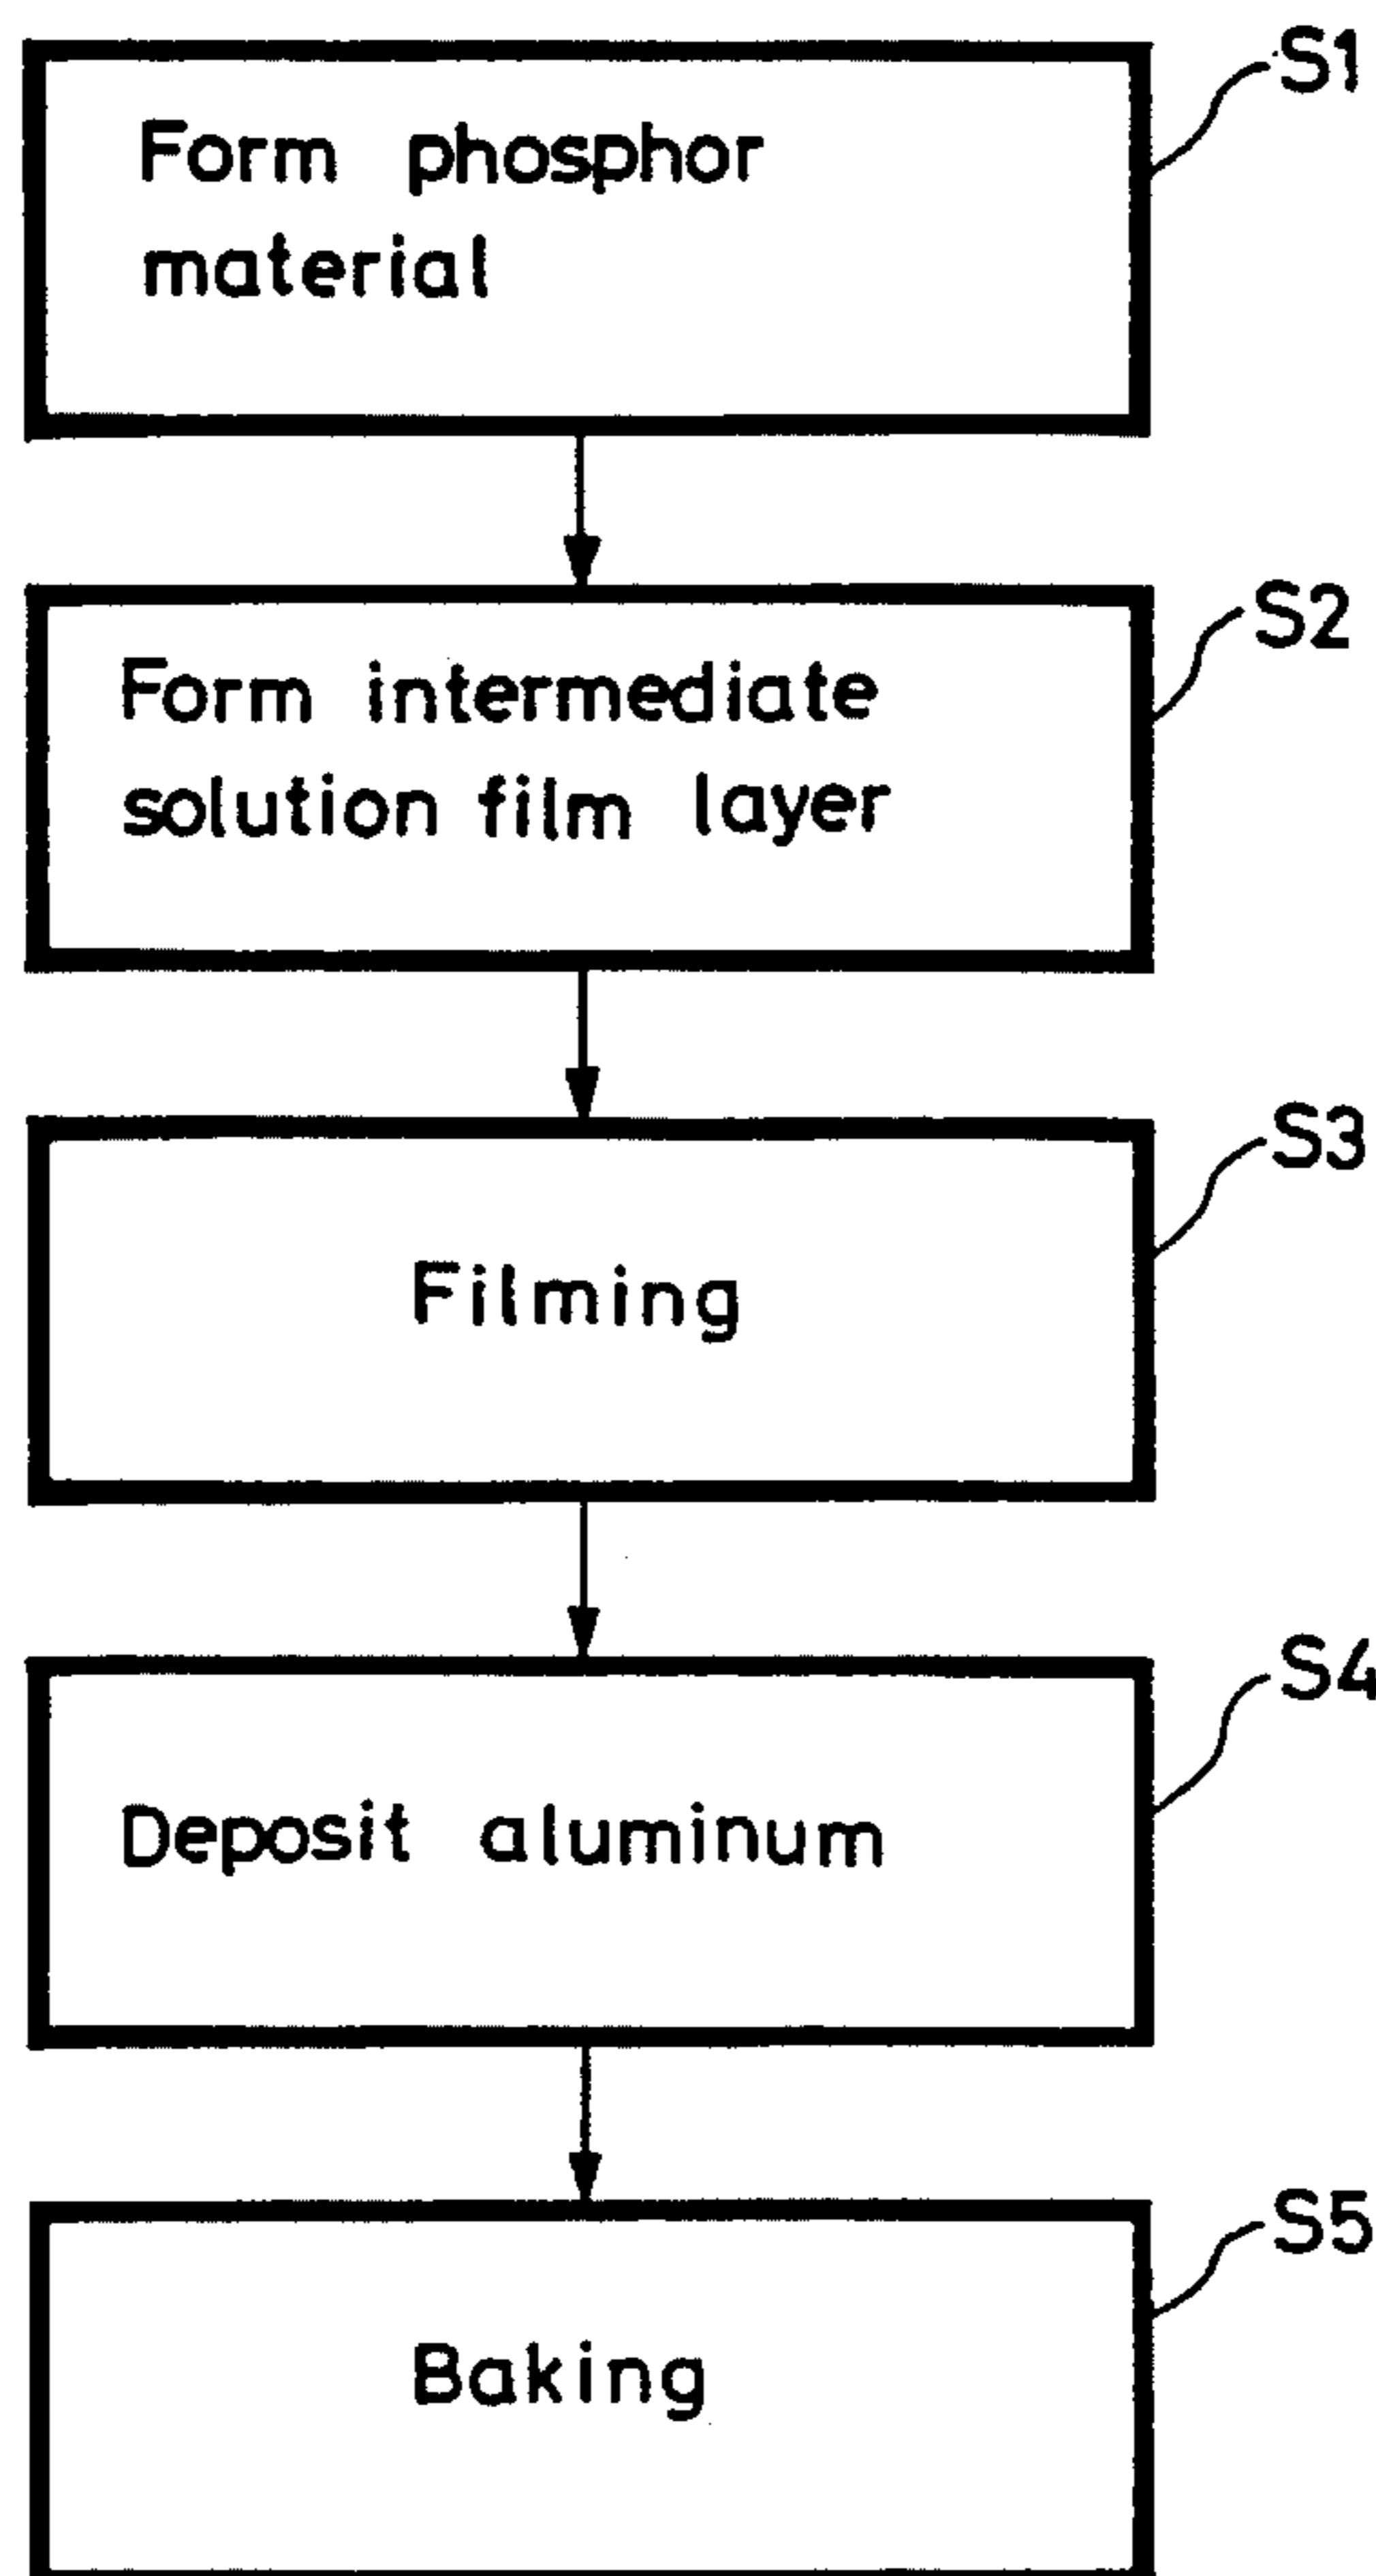 S1
Form phosphor
material
S2
Form intermediate
solution film layer
S3
Filming
S4
Deposit aluminum
S5
Baking